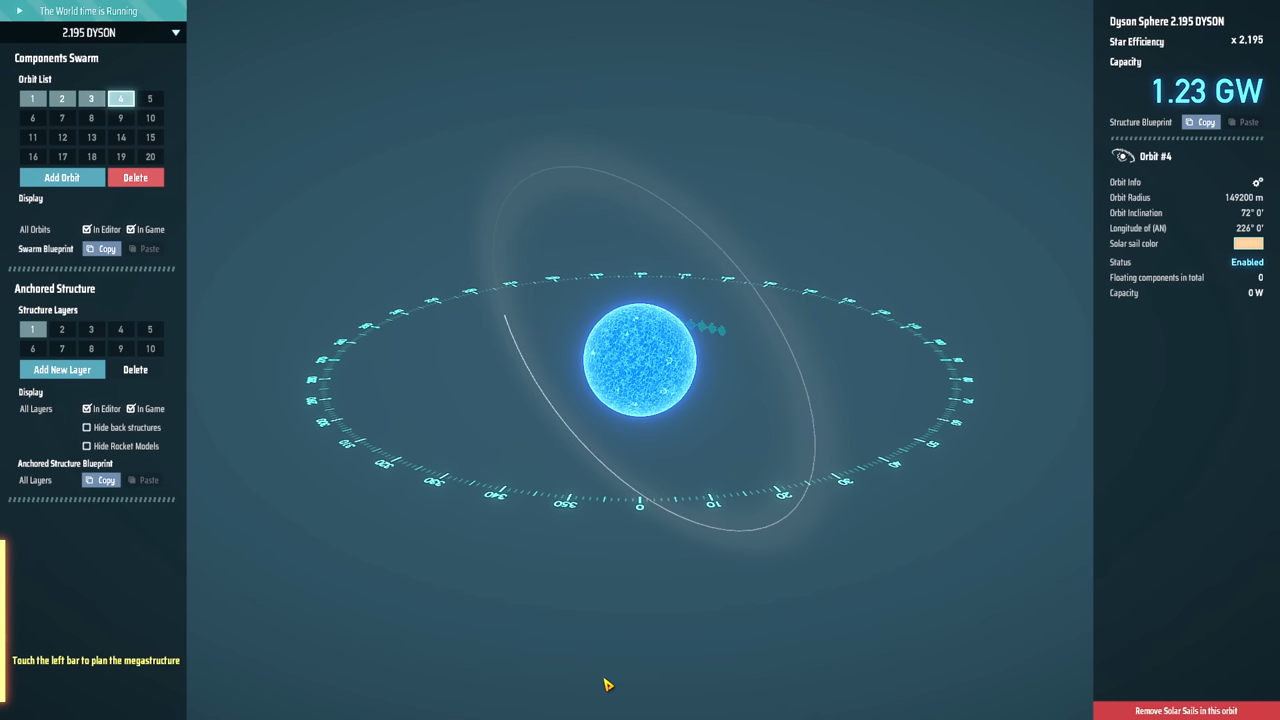 The World time is Running
2.195 DYSON
Components Swarm
Orbit List
1 2 3 4 5
6 7 8 9 10
11 12 13 14 15
16 17 18 19 20
Add Orbit Delete
Display
All Orbits In Editor In Game
Swarm Blueprint Copy Paste
Anchored Structure
Structure Layers
1 2 3 4 5
6 7 8 9 10
Add New Layer Delete
Display
All Layers In Editor In Game
Hide back structures
Hide Rocket Models
Anchored Structure Blueprint
All Layers Copy Paste
Touch the left bar to plan the megastructure
330 340 350 0 10 20 30
Dyson Sphere 2.195 DYSON
Star Efficiency x 2,195
Capacity
1.23 GW
Structure Blueprint Copy Paste
Orbit #4
Orbit Info
Orbit Radius 149200 m
Orbit Inclination 72° 0'
Longitude of (AN) 226° 0'
Solar sail color
Status Enabled
Floating components in total 0
Capacity 0 W
Remove Solar Sails in this orbit